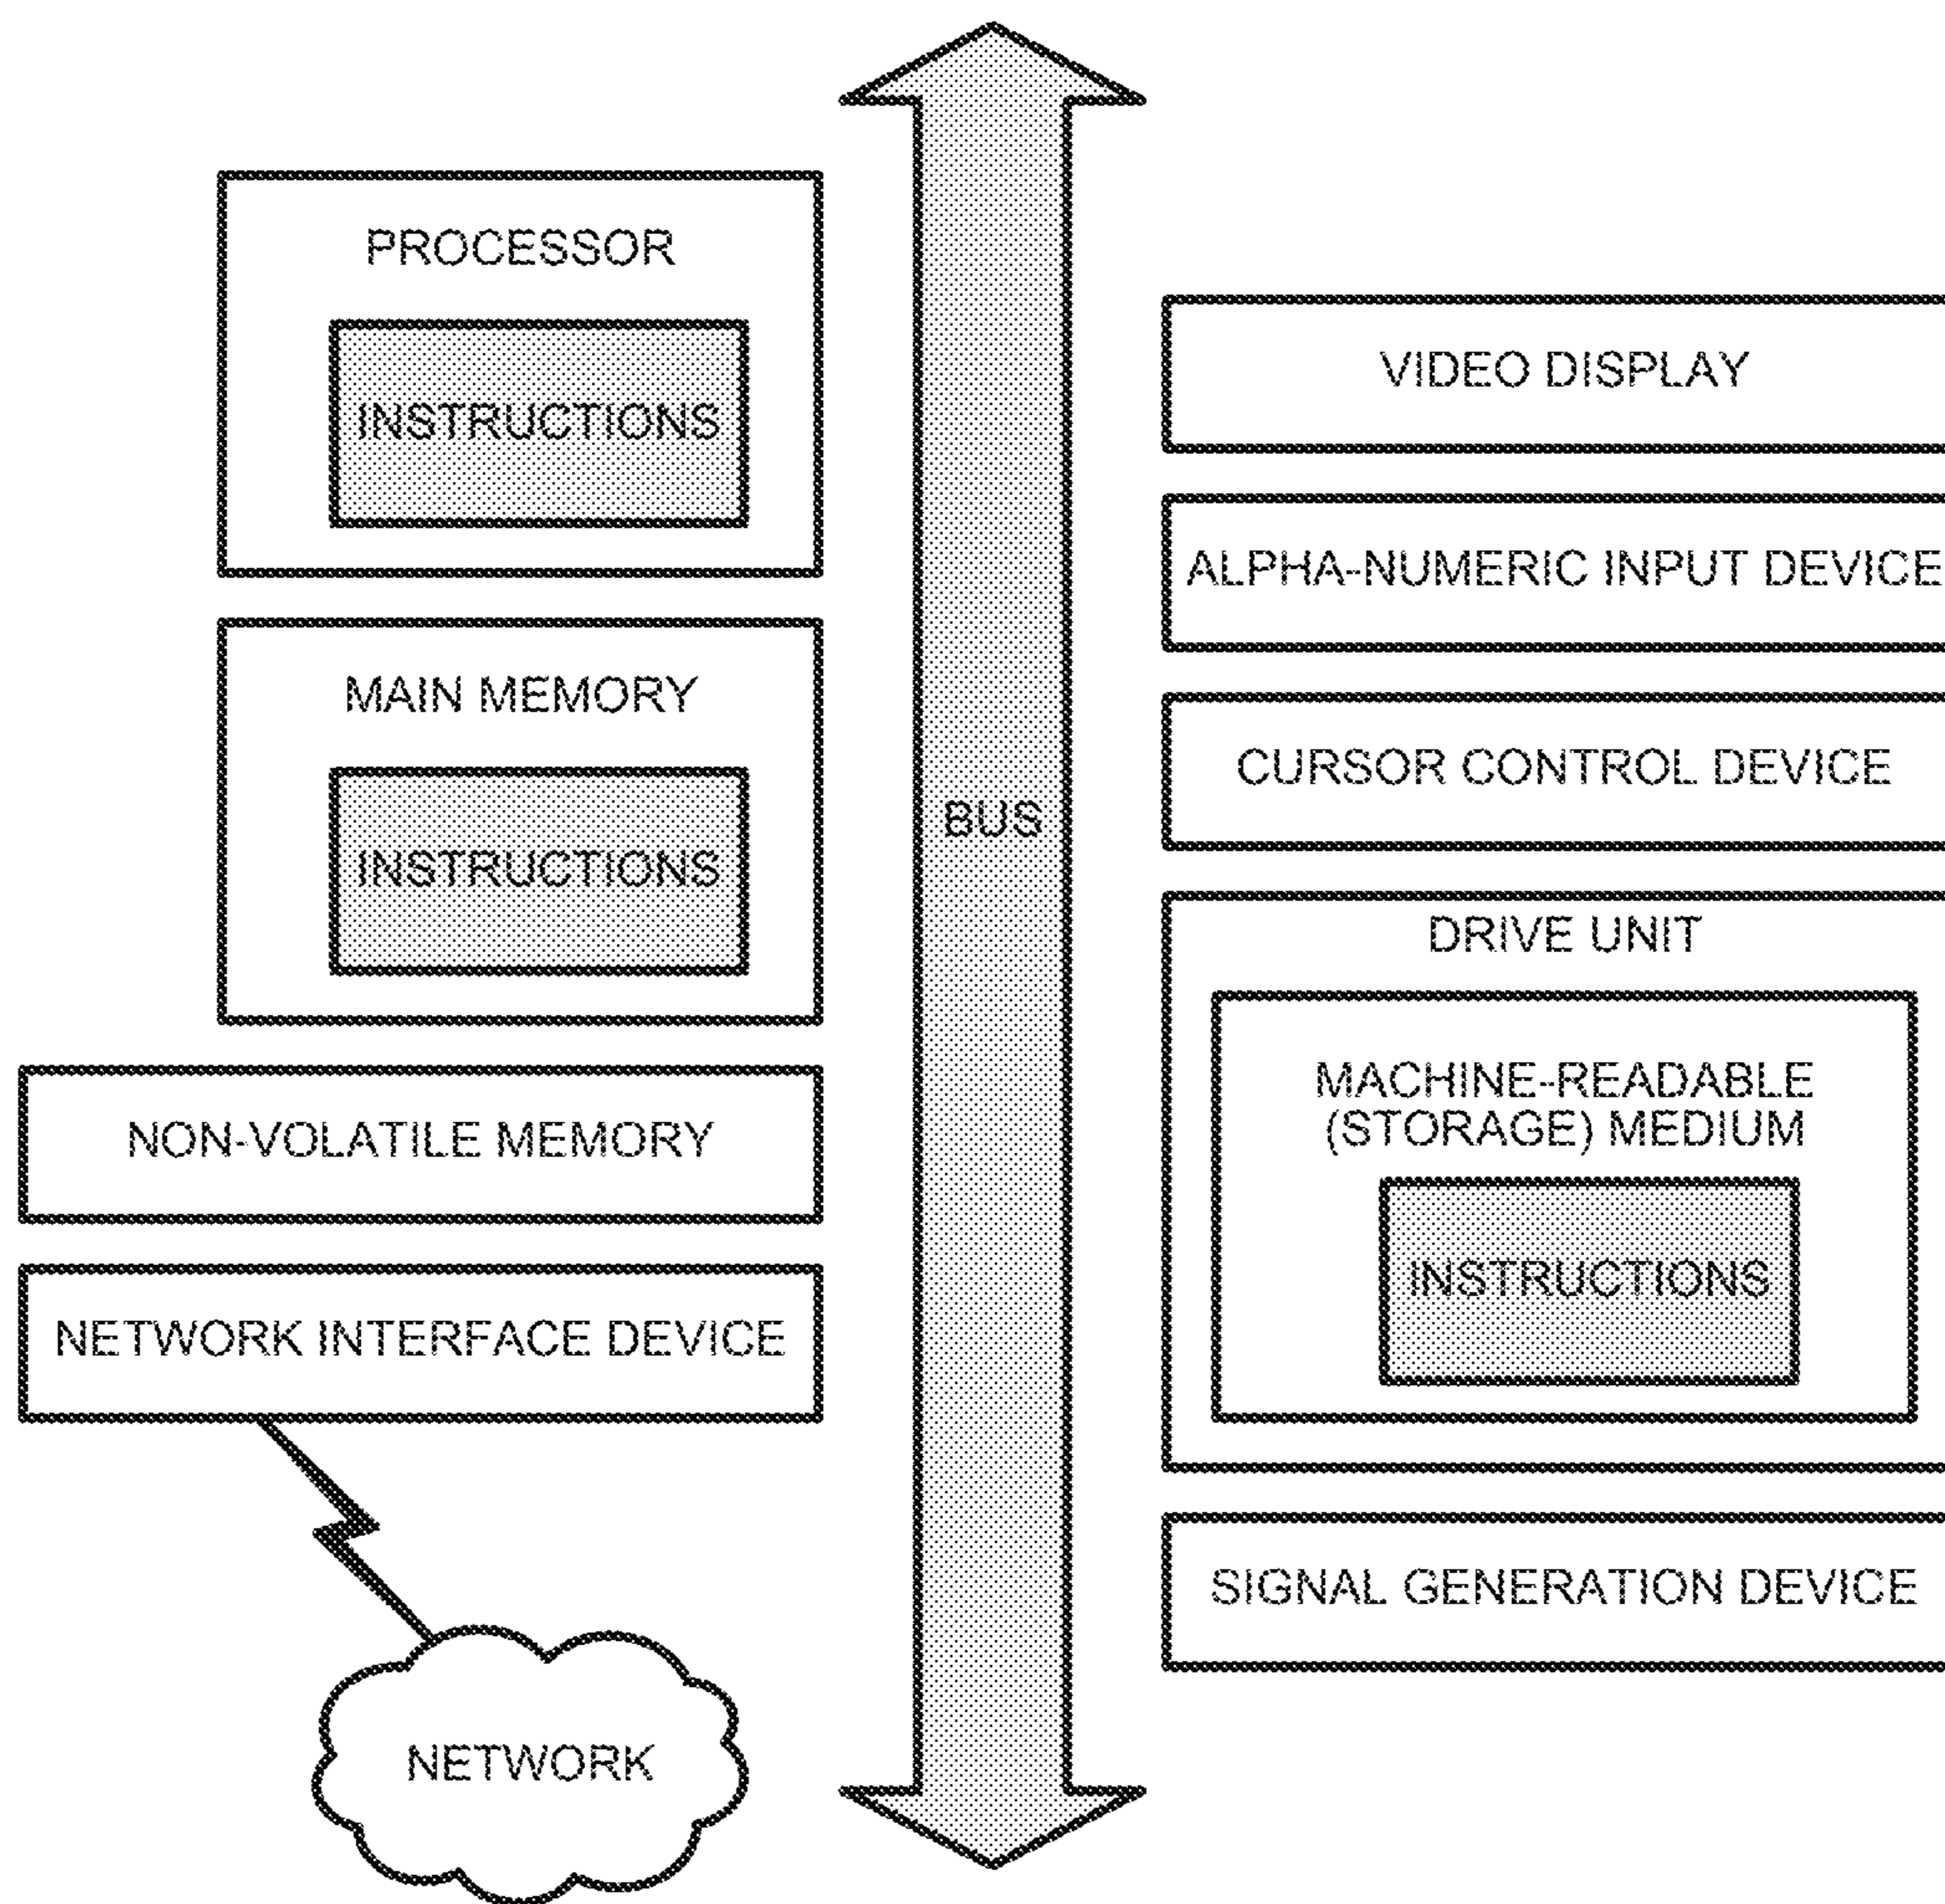 PROCESSOR
INSTRUCTIONS
MAIN MEMORY
INSTRUCTIONS
NON-VOLATILE MEMORY
NETWORK INTERFACE DEVICE
NETWORK
BUS
VIDEO DISPLAY
ALPHA-NUMERIC INPUT DEVICE
CURSOR CONTROL DEVICE
DRIVE UNIT
MACHINE-READABLE
(STORAGE) MEDIUM
INSTRUCTIONS
SIGNAL GENERATION DEVICE